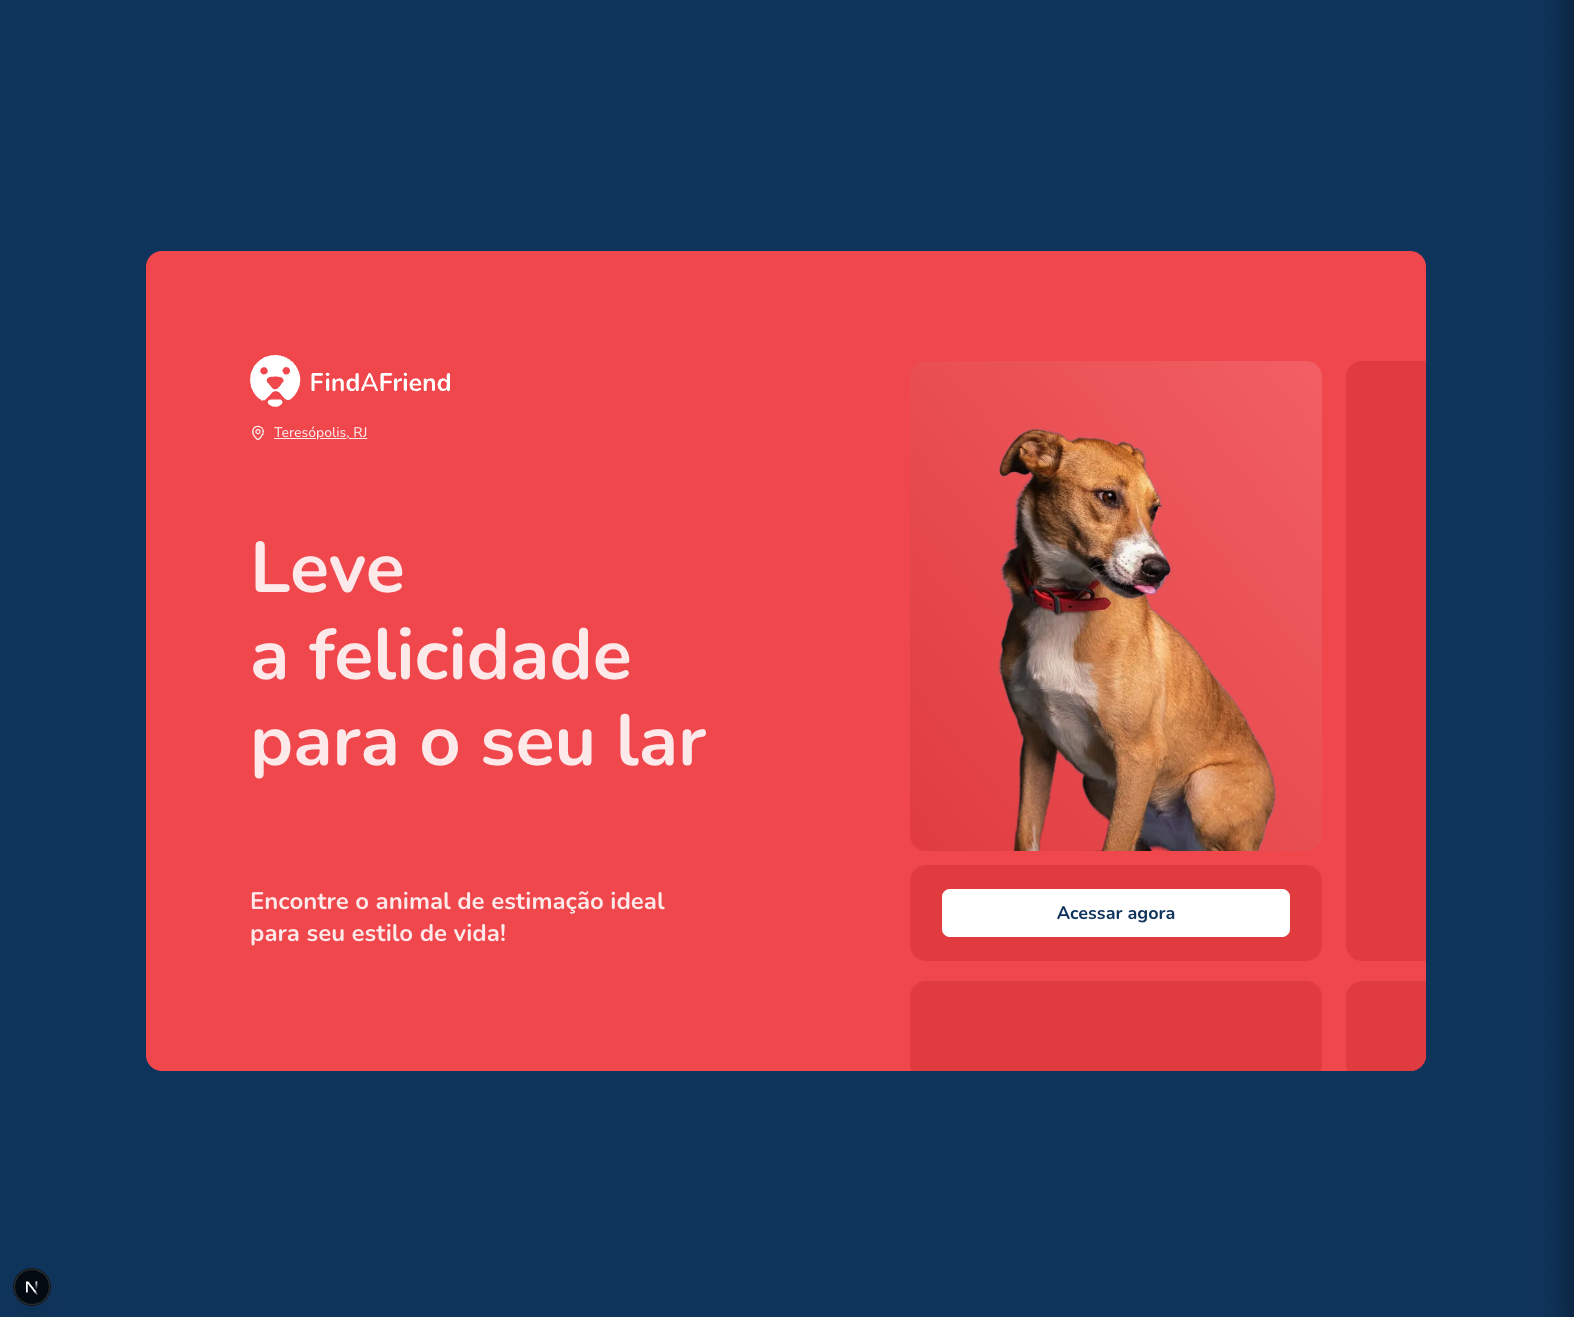 FindAFriend
Teresópolis, RJ
Leve
a felicidade
para o seu lar
Encontre o animal de estimação ideal
para seu estilo de vida!
Acessar agora
N